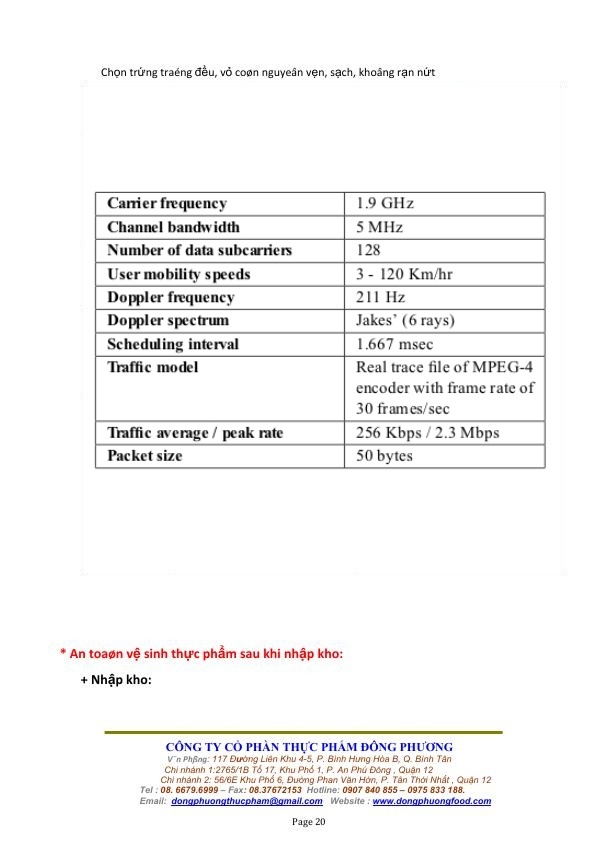 Chọn trứng traéng đều, vỏ coøn nguyeân vẹn, sạch, khoâng rạn nứt
Carrier frequency 1.9 GHz
Channel bandwidth 5 MHz
Number of data subcarriers 128
User mobility speeds 3 - 120 Km/hr
Doppler frequency 211 Hz
Doppler spectrum Jakes’ (6 rays)
Scheduling interval 1.667 msec
Traffic model Real trace file of MPEG-4
encoder with frame rate of
30 frames/sec
Traffic average / peak rate 256 Kbps / 2.3 Mbps
Packet size 50 bytes
* An toaøn vệ sinh thực phẩm sau khi nhập kho:
+ Nhập kho:
CÔNG TY CỔ PHẦN THỰC PHẨM ĐÔNG PHƯƠNG
V¨n Phßng: 117 Đường Liên Khu 4-5, P. Bình Hưng Hòa B, Q. Bình Tân
Chi nhánh 1:2765/1B Tổ 17, Khu Phố 1, P. An Phú Đông , Quận 12
Chi nhánh 2: 56/6E Khu Phố 6, Đường Phan Văn Hớn, P. Tân Thới Nhất , Quận 12
Tel : 08. 6679.6999 – Fax: 08.37672153 Hotline: 0907 840 855 – 0975 833 188.
Email: dongphuongthucpham@gmail.com Website : www.dongphuongfood.com
Page 20